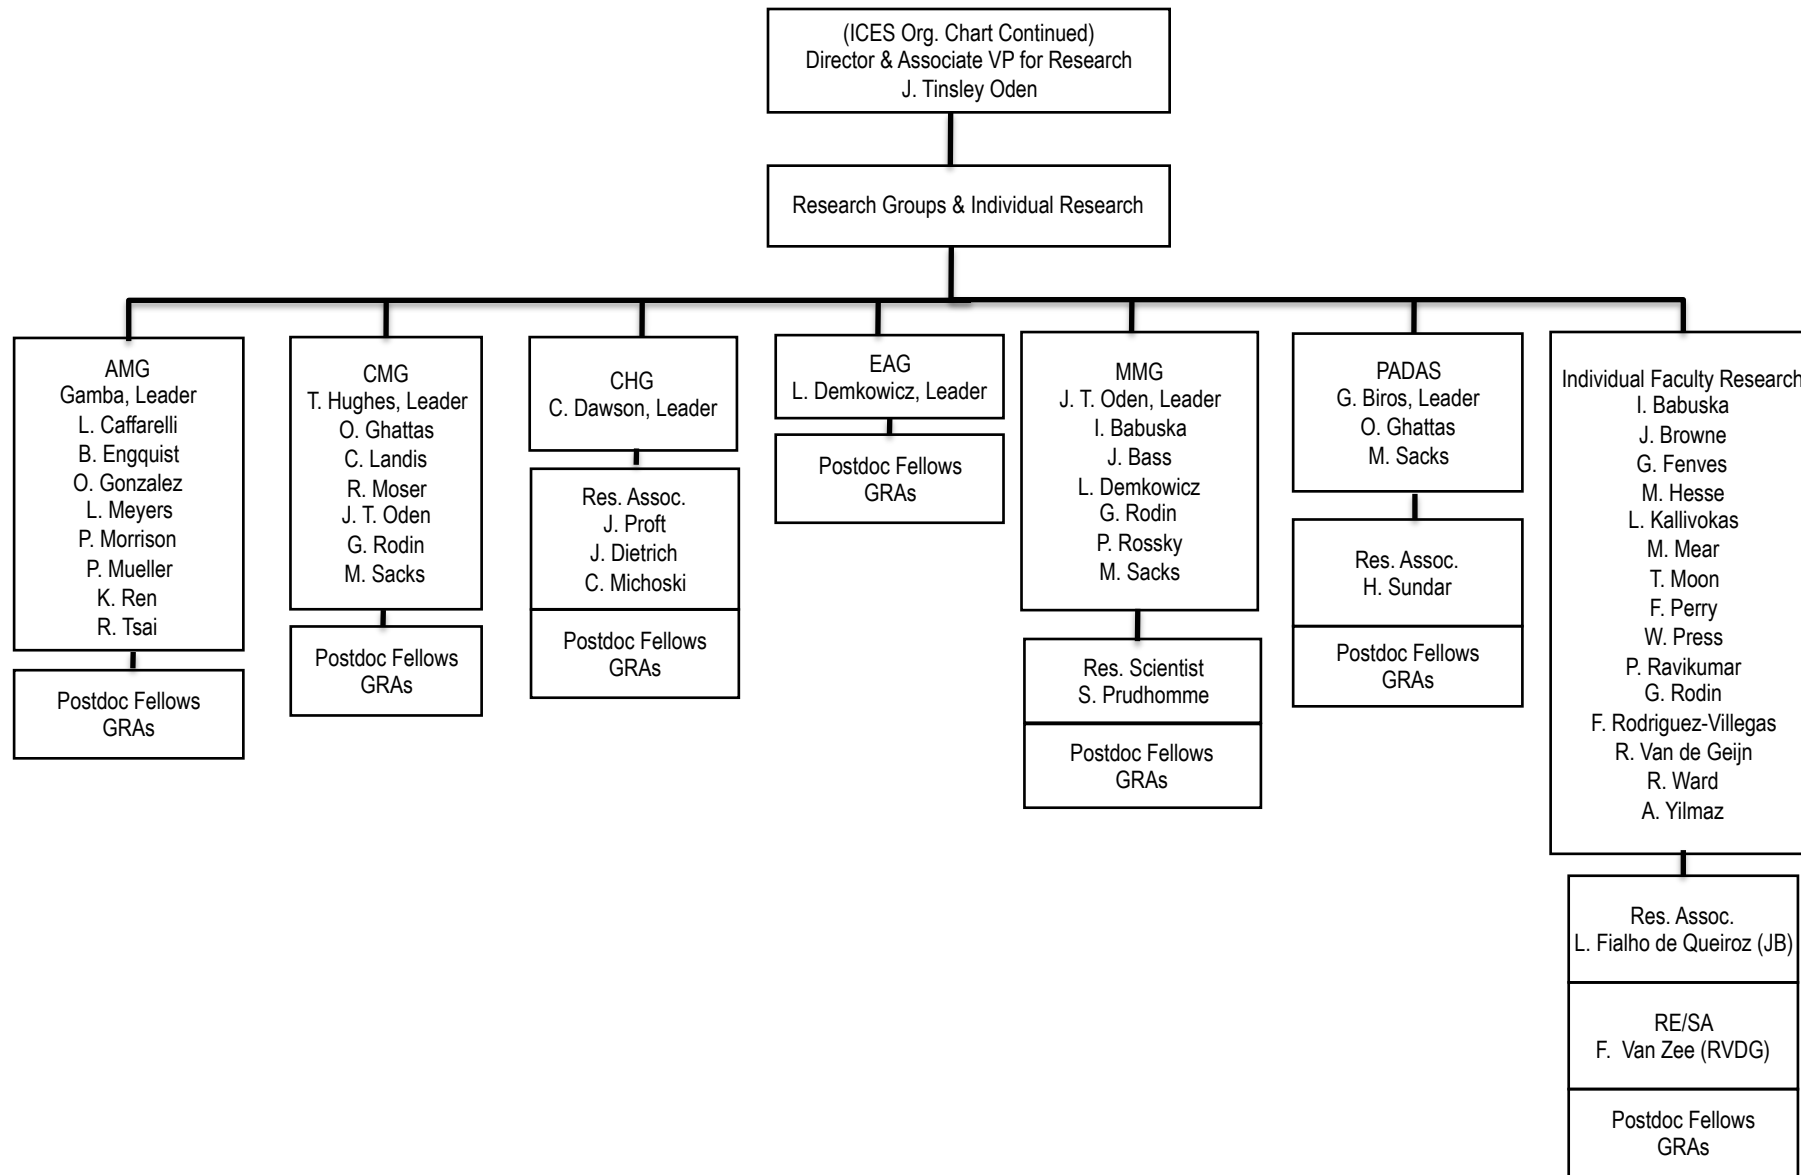 (ICES Org. Chart Continued)
Director & Associate VP for Research
J. Tinsley Oden
Research Groups & Individual Research
AMG
Gamba, Leader
L. Caffarelli
B. Engquist
O. Gonzalez
L. Meyers
P. Morrison
P. Mueller
K. Ren
R. Tsai
Postdoc Fellows
GRAs
CMG
T. Hughes, Leader
O. Ghattas
C. Landis
R. Moser
J. T. Oden
G. Rodin
M. Sacks
Postdoc Fellows
GRAs
CHG
C. Dawson, Leader
Res. Assoc.
J. Proft
J. Dietrich
C. Michoski
Postdoc Fellows
GRAs
EAG
L. Demkowicz, Leader
Postdoc Fellows
GRAs
MMG
J. T. Oden, Leader
I. Babuska
J. Bass
L. Demkowicz
G. Rodin
P. Rossky
M. Sacks
Res. Scientist
S. Prudhomme
Postdoc Fellows
GRAs
PADAS
G. Biros, Leader
O. Ghattas
M. Sacks
Res. Assoc.
H. Sundar
Postdoc Fellows
GRAs
Individual Faculty Research
I. Babuska
J. Browne
G. Fenves
M. Hesse
L. Kallivokas
M. Mear
T. Moon
F. Perry
W. Press
P. Ravikumar
G. Rodin
F. Rodriguez-Villegas
R. Van de Geijn
R. Ward
A. Yilmaz
Res. Assoc.
L. Fialho de Queiroz (JB)
RE/SA
F. Van Zee (RVDG)
Postdoc Fellows
GRAs